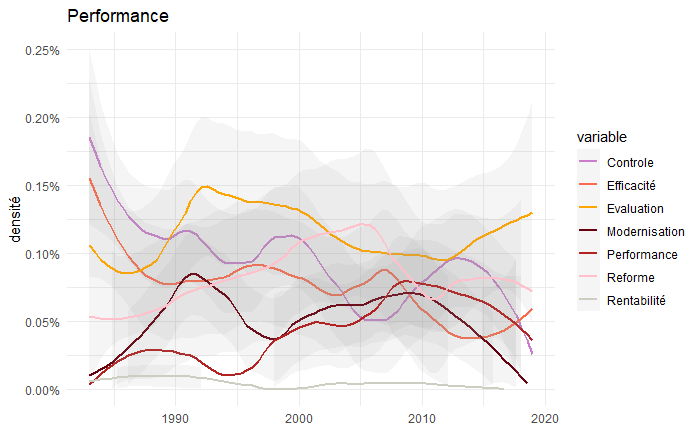 Performance
0.25%
0.20%
0.15%
0.10%
0.05%
0.00%
densité
1990
2000
2010
2020
variable
Controle
Efficacité
Evaluation
Modernisation
Performance
Reforme
Rentabilité